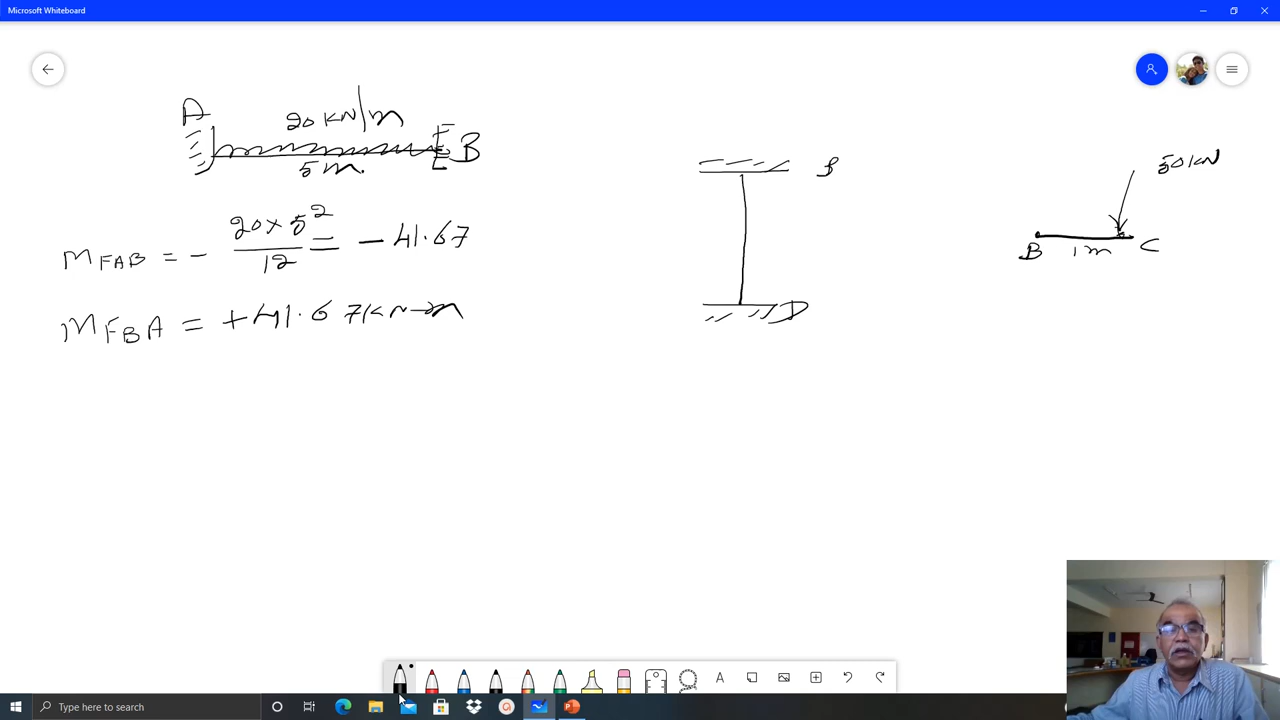 Microsoft Whiteboard
A
20 KN/m
B
5 m.
MFAB = - 20 x 5² / 12 = - 41.67
MFBA = + 41.67 KN-m
B
D
50 KN
B 1 m C
A
Type here to search